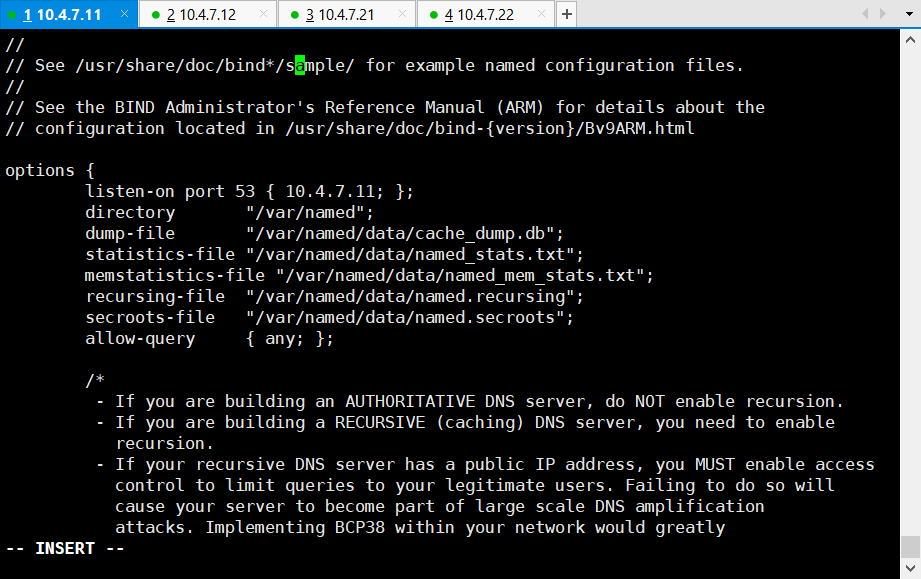 1 10.4.7.11 × 2 10.4.7.12 × 3 10.4.7.21 × 4 10.4.7.22 × +
//
// See /usr/share/doc/bind*/sample/ for example named configuration files.
//
// See the BIND Administrator's Reference Manual (ARM) for details about the
// configuration located in /usr/share/doc/bind-{version}/Bv9ARM.html
options {
listen-on port 53 { 10.4.7.11; };
directory "/var/named";
dump-file "/var/named/data/cache_dump.db";
statistics-file "/var/named/data/named_stats.txt";
memstatistics-file "/var/named/data/named_mem_stats.txt";
recursing-file "/var/named/data/named.recursing";
secroots-file "/var/named/data/named.secroots";
allow-query { any; };
/*
- If you are building an AUTHORITATIVE DNS server, do NOT enable recursion.
- If you are building a RECURSIVE (caching) DNS server, you need to enable
recursion.
- If your recursive DNS server has a public IP address, you MUST enable access
control to limit queries to your legitimate users. Failing to do so will
cause your server to become part of large scale DNS amplification
attacks. Implementing BCP38 within your network would greatly
-- INSERT --